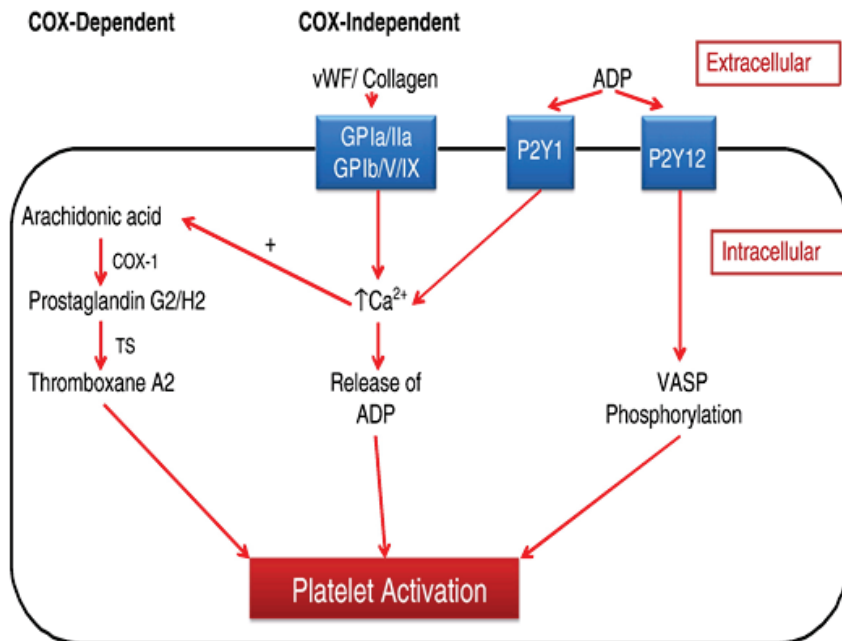 COX-Dependent
COX-Independent
vWF/ Collagen
ADP
Extracellular
GPIa/IIa
GPIb/V/IX
P2Y1
P2Y12
Intracellular
Arachidonic acid
+
COX-1
Prostaglandin G2/H2
↑Ca²⁺
TS
Thromboxane A2
Release of
ADP
VASP
Phosphorylation
Platelet Activation